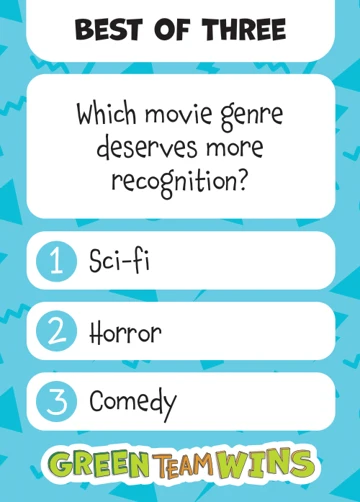 BEST OF THREE
Which movie genre
deserves more
recognition?
1 Sci-fi
2 Horror
3 Comedy
GREEN TEAM WINS